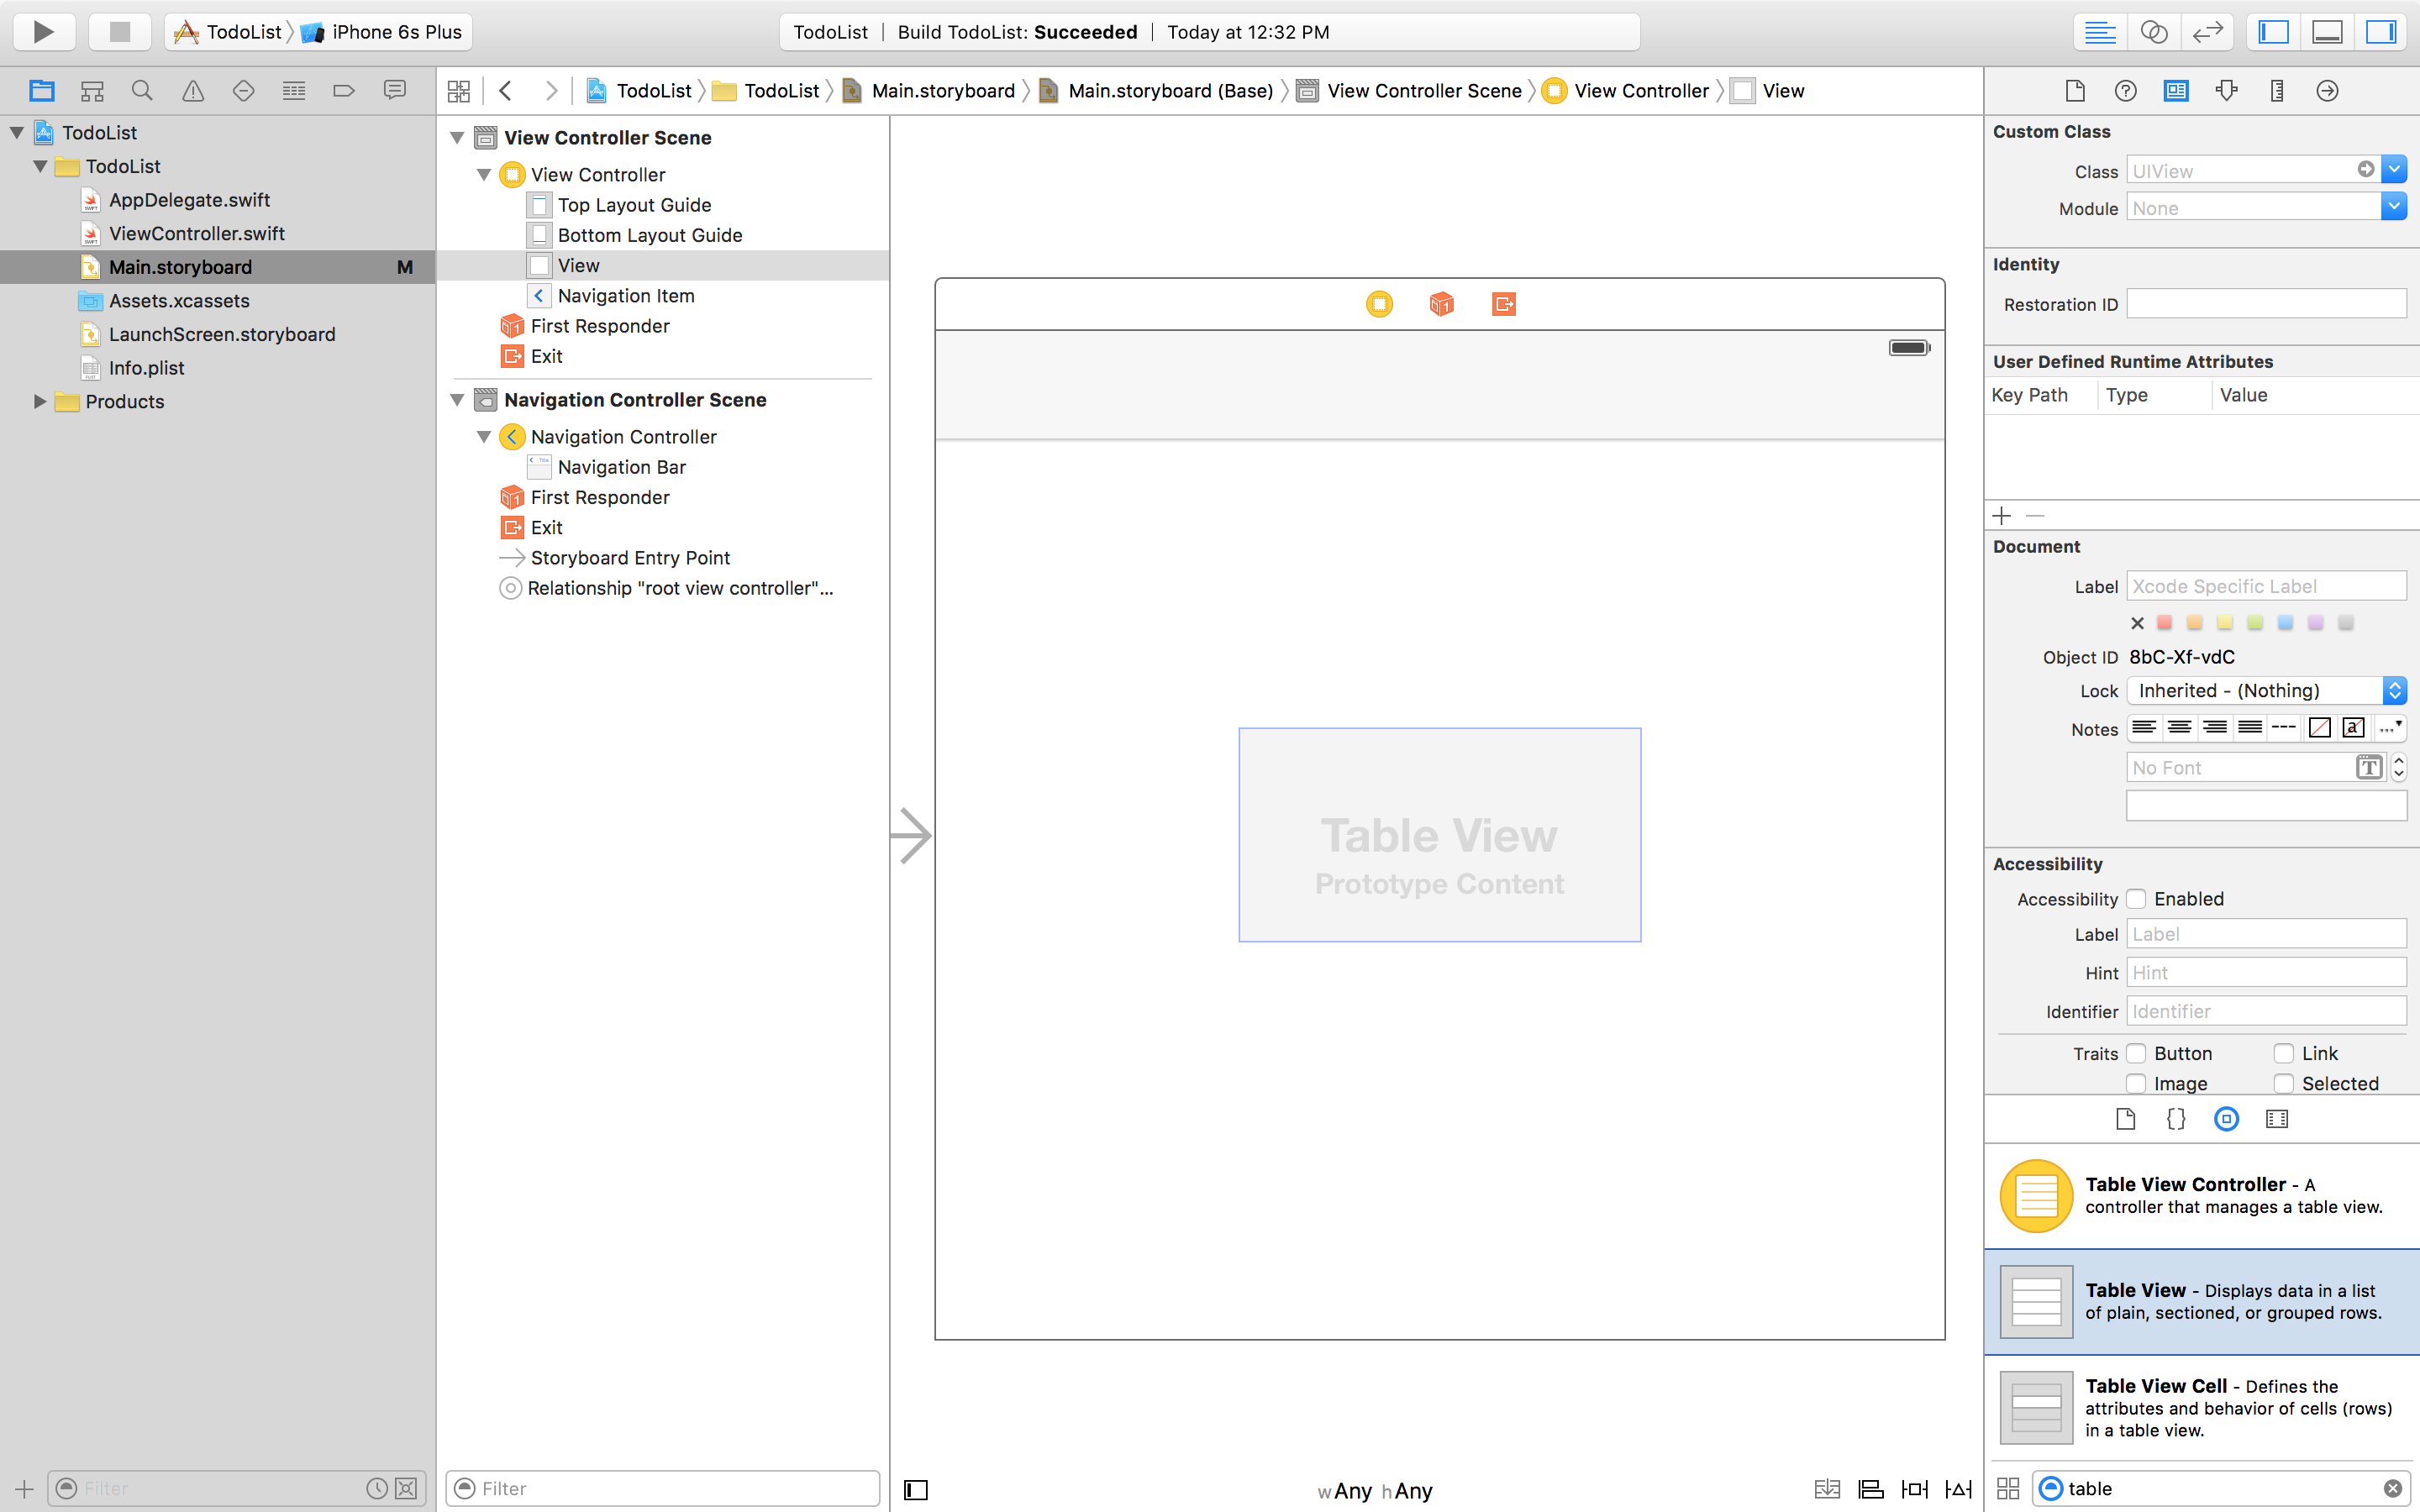 TodoList iPhone 6s Plus
TodoList | Build TodoList: Succeeded | Today at 12:32 PM
TodoList TodoList Main.storyboard Main.storyboard (Base) View Controller Scene View Controller View
TodoList
TodoList
AppDelegate.swift
ViewController.swift
Main.storyboard M
Assets.xcassets
LaunchScreen.storyboard
Info.plist
Products
Filter
View Controller Scene
View Controller
Top Layout Guide
Bottom Layout Guide
View
Navigation Item
First Responder
Exit
Navigation Controller Scene
Navigation Controller
Navigation Bar
First Responder
Exit
Storyboard Entry Point
Relationship "root view controller"...
Filter
Table View
Prototype Content
wAny hAny
Custom Class
Class UIView
Module None
Identity
Restoration ID
User Defined Runtime Attributes
Key Path Type Value
Document
Label Xcode Specific Label
Object ID 8bC-Xf-vdC
Lock Inherited - (Nothing)
Notes
No Font
Accessibility
Accessibility Enabled
Label Label
Hint Hint
Identifier Identifier
Traits Button Link
Image Selected
Table View Controller - A
controller that manages a table view.
Table View - Displays data in a list
of plain, sectioned, or grouped rows.
Table View Cell - Defines the
attributes and behavior of cells (rows)
in a table view.
table